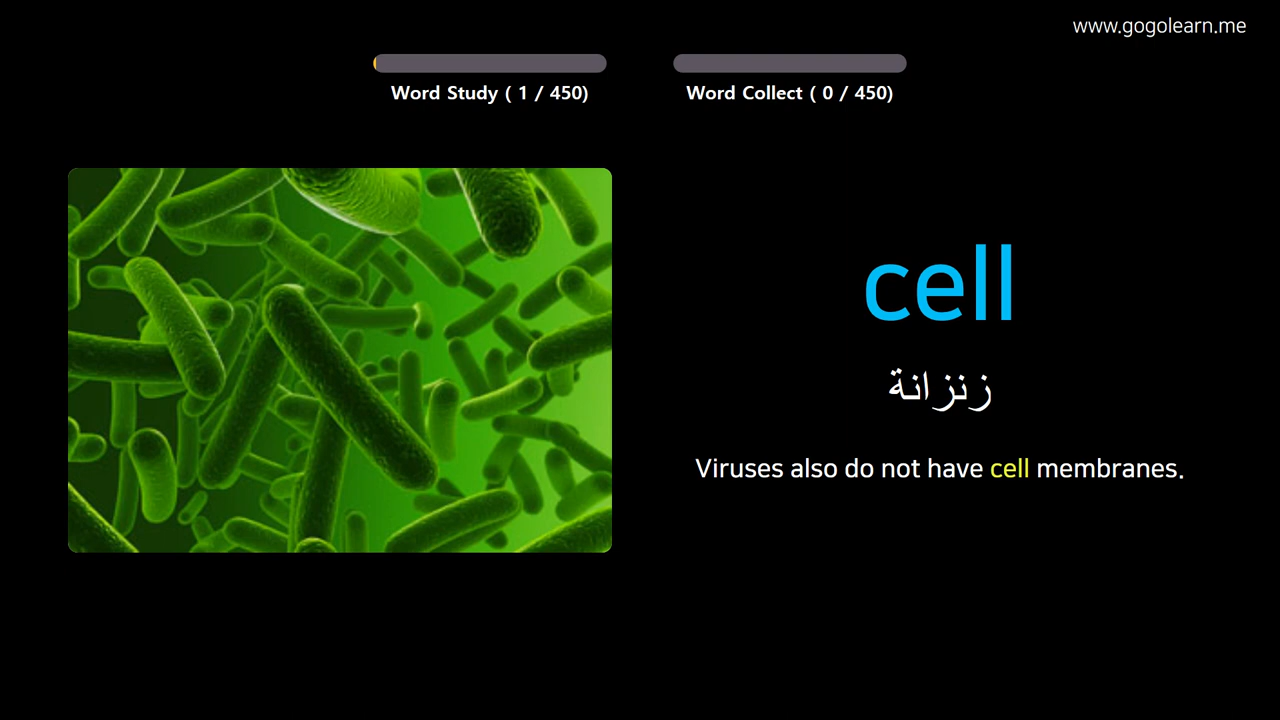 www.gogolearn.me
Word Study ( 1 / 450)
Word Collect ( 0 / 450)
cell
زنزانة
Viruses also do not have cell membranes.